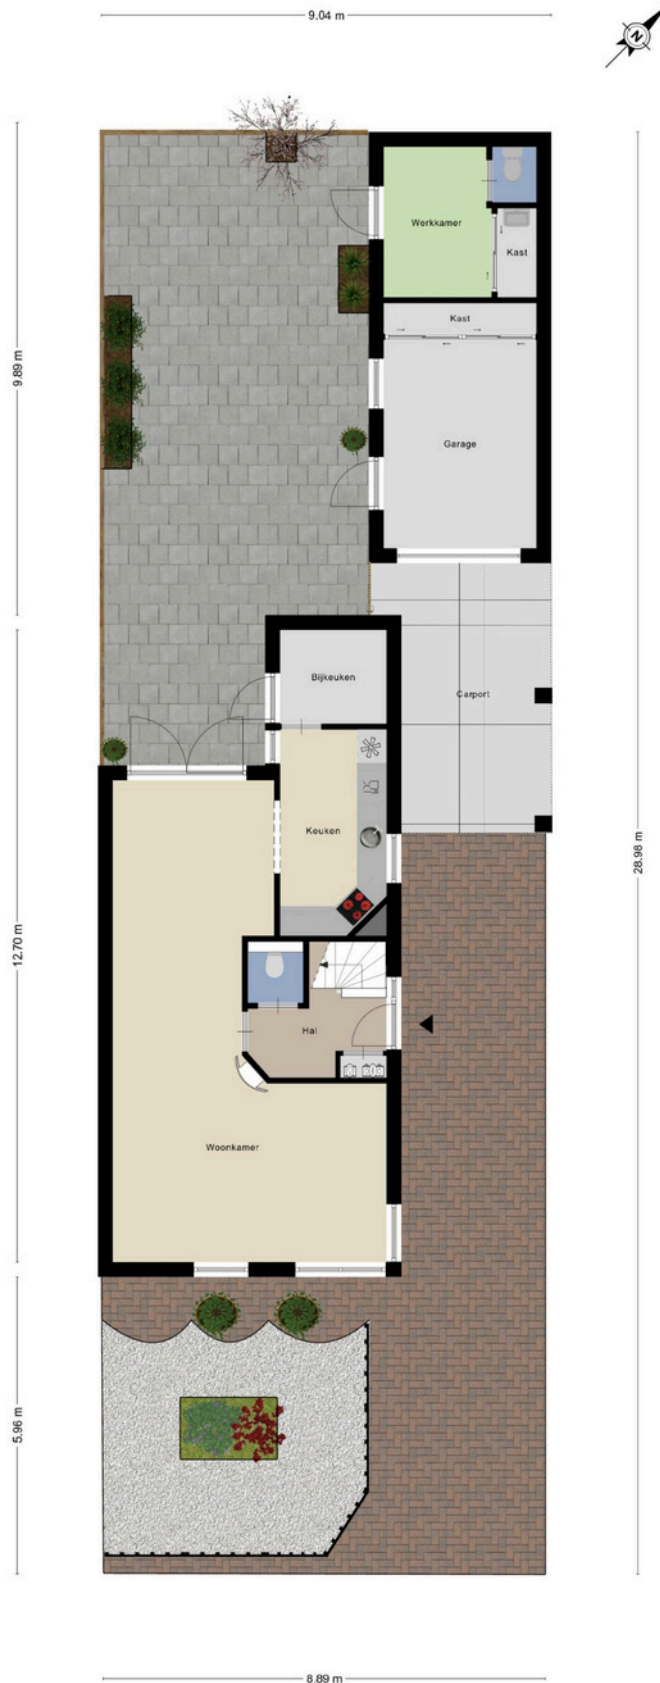 9.04 m
N
Werkkamer
Kast
Kast
9.89 m
Garage
Bijkeuken
Carport
Keuken
28.98 m
12.70 m
Hal
Woonkamer
5.96 m
8.89 m